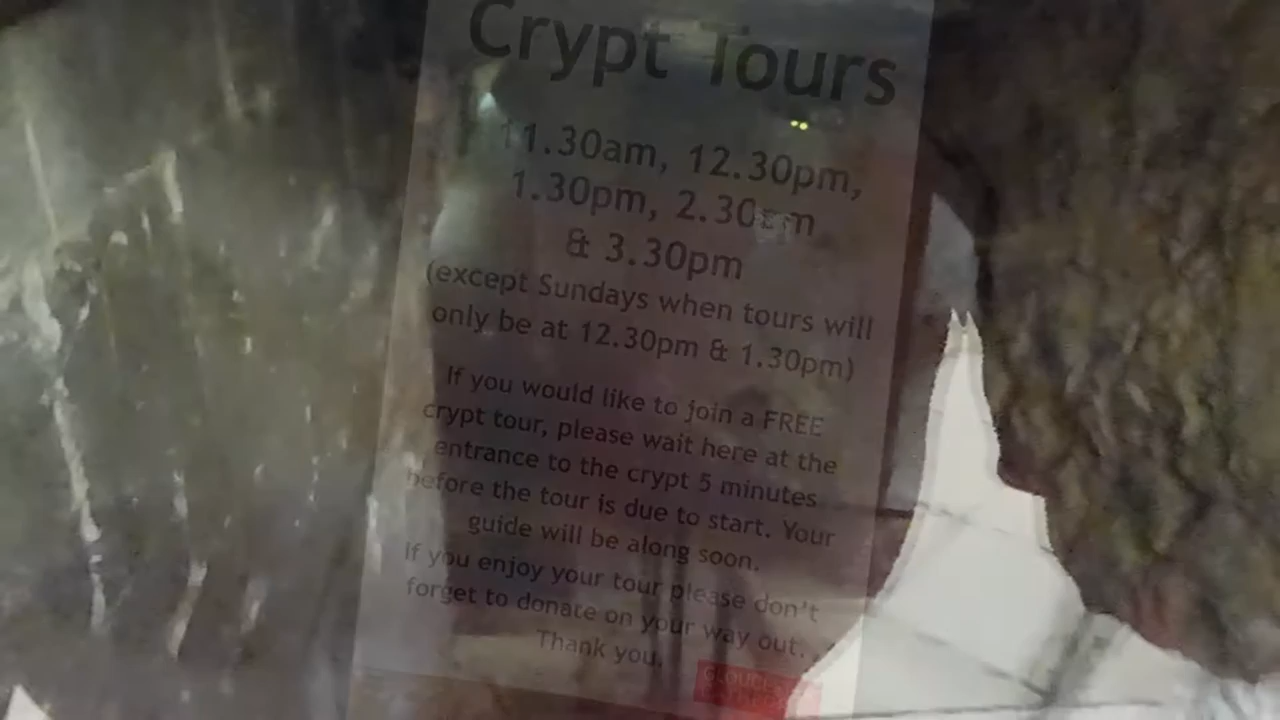 Crypt Tours
11.30am, 12.30pm,
1.30pm, 2.30pm
& 3.30pm
(except Sundays when tours will
only be at 12.30pm & 1.30pm)
If you would like to join a FREE
crypt tour, please wait here at the
entrance to the crypt 5 minutes
before the tour is due to start. Your
guide will be along soon.
If you enjoy your tour please don't
forget to donate on your way out.
Thank you.